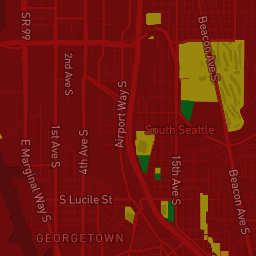 SR 99
2nd Ave S
Beacon Ave S
Airport Way S
1st Ave S
4th Ave S
South Seattle
E Marginal Way S
15th Ave S
Beacon Ave S
S Lucile St
GEORGETOWN